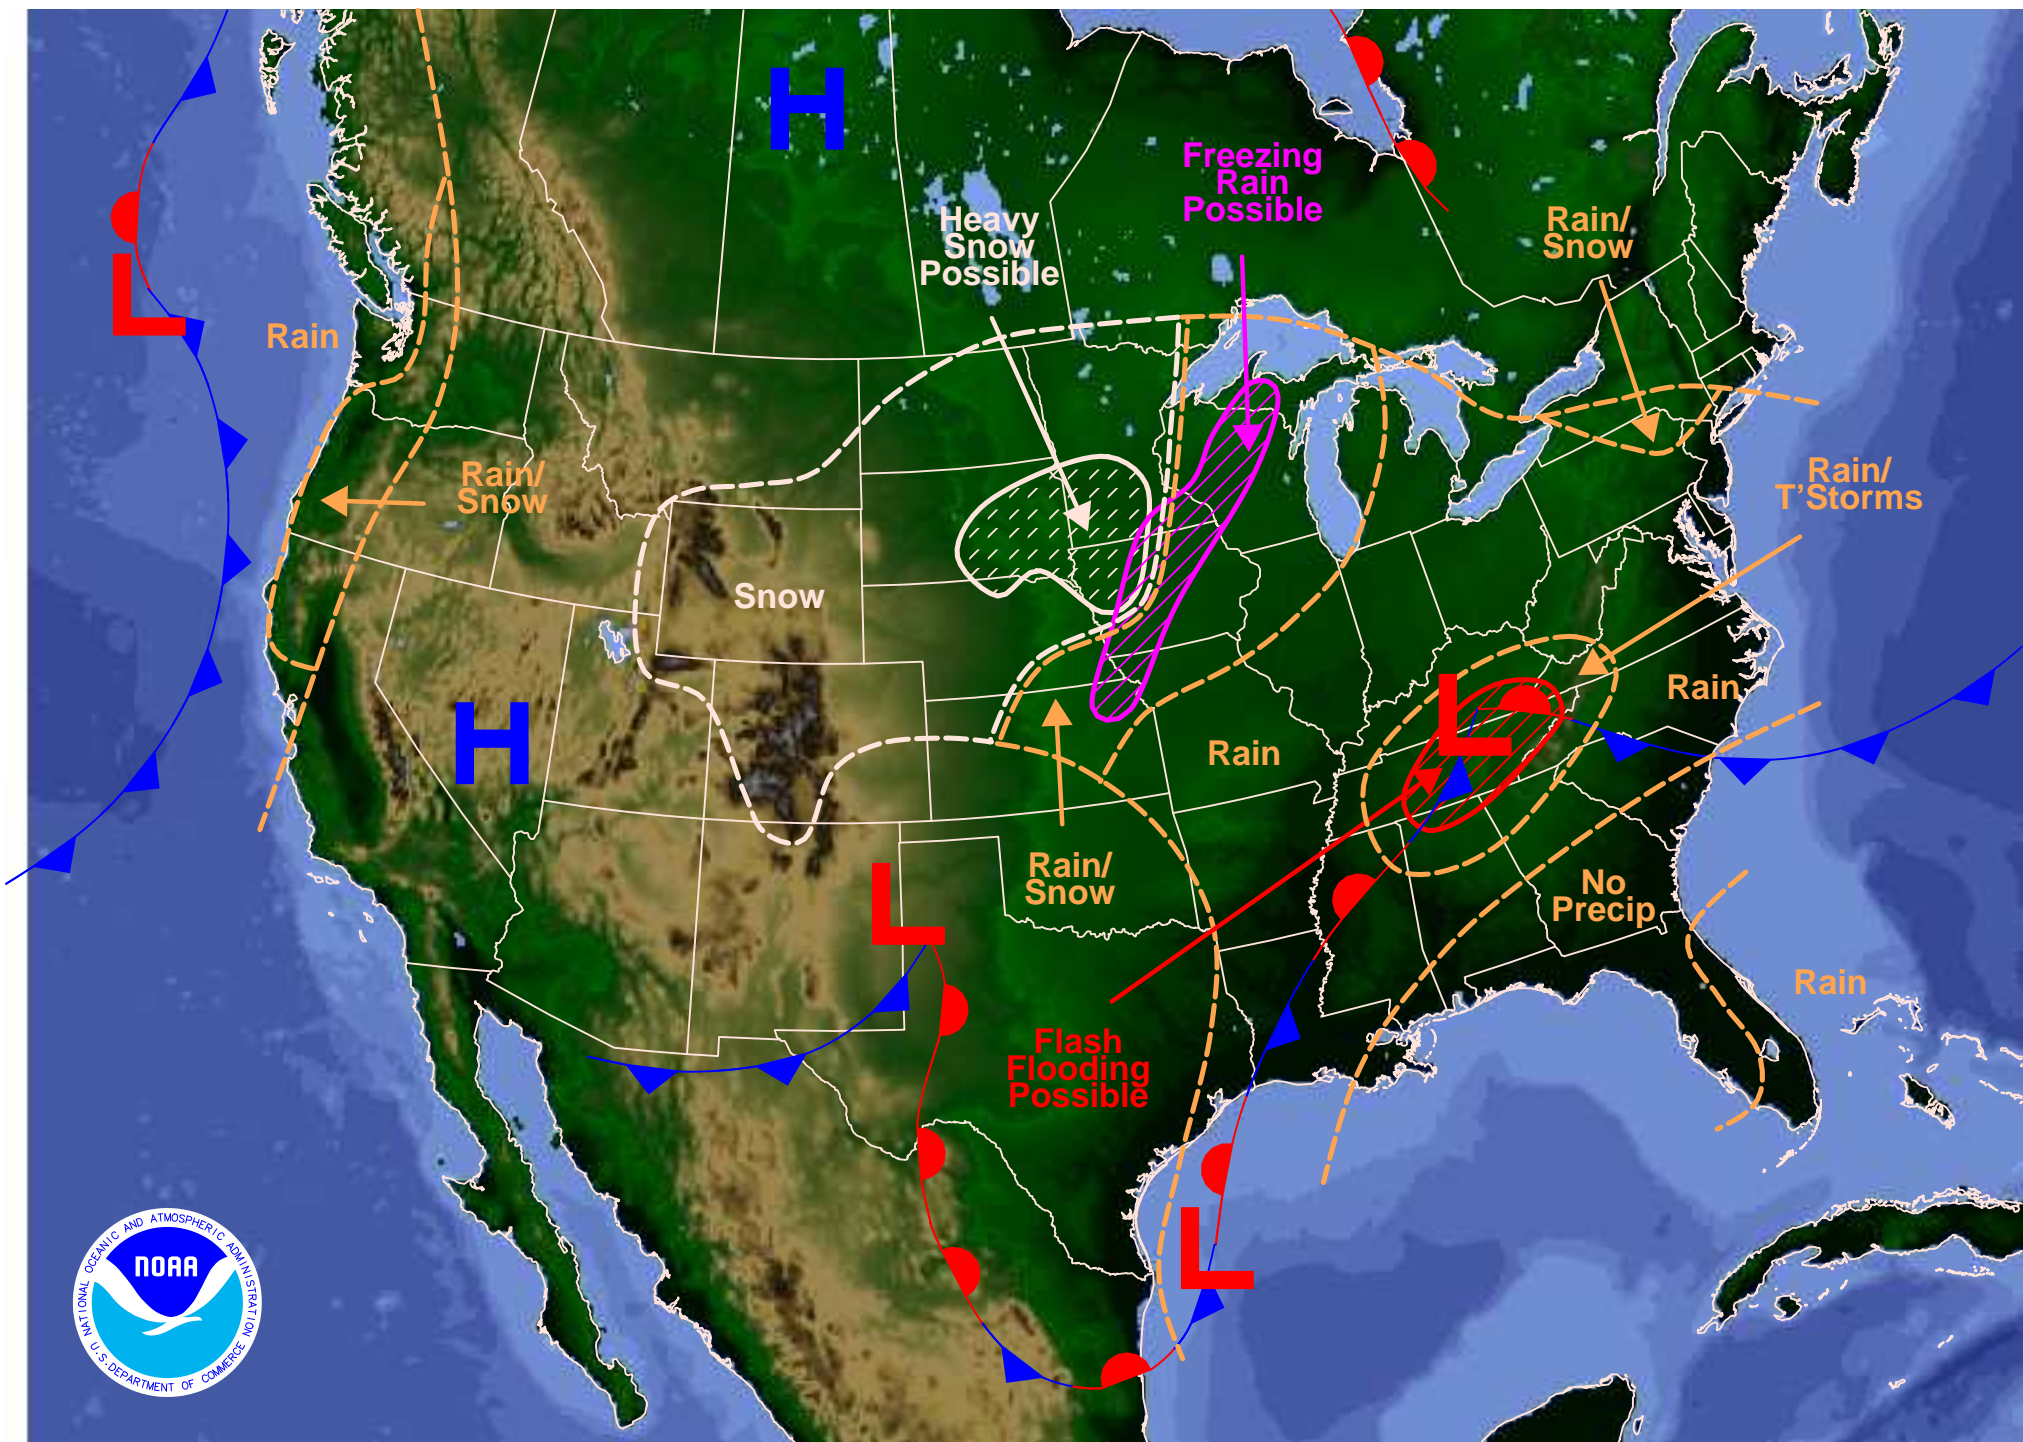 H
Freezing
Rain
Possible
Heavy
Snow
Possible
Rain/
Snow
L
Rain
Rain/
Snow
Rain/
T'Storms
Snow
H
L
Rain
Rain
L
Rain/
Snow
No
Precip
Rain
Flash
Flooding
Possible
L
NATIONAL OCEANIC AND ATMOSPHERIC ADMINISTRATION
NOAA
U.S. DEPARTMENT OF COMMERCE